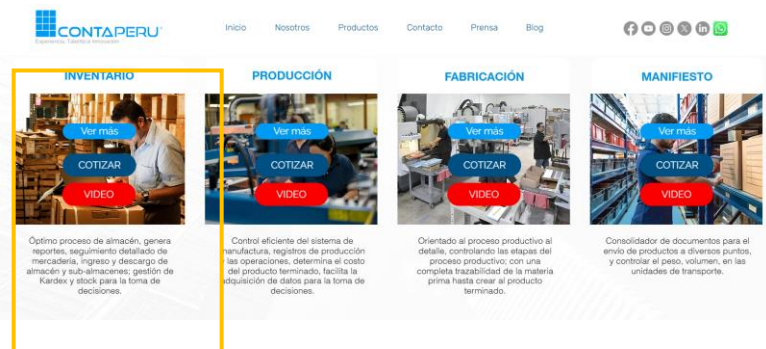 CONTAPERU
Experiencia, Talento e Innovación
Inicio Nosotros Productos Contacto Prensa Blog
INVENTARIO
Ver más
COTIZAR
VIDEO
Óptimo proceso de almacén, genera
reportes, seguimiento detallado de
mercadería, ingreso y descargo de
almacén y sub-almacenes; gestión de
Kardex y stock para la toma de
decisiones.
PRODUCCIÓN
Ver más
COTIZAR
VIDEO
Control eficiente del sistema de
manufactura, registros de producción
y las operaciones, determina el costo
del producto terminado, facilita la
adquisición de datos para la toma de
decisiones.
FABRICACIÓN
Ver más
COTIZAR
VIDEO
Orientado al proceso productivo al
detalle, controlando las etapas del
proceso productivo; con una
completa trazabilidad de la materia
prima hasta crear al producto
terminado.
MANIFIESTO
Ver más
COTIZAR
VIDEO
Consolidador de documentos para el
envío de productos a diversos puntos,
y controlar el peso, volumen, en las
unidades de transporte.